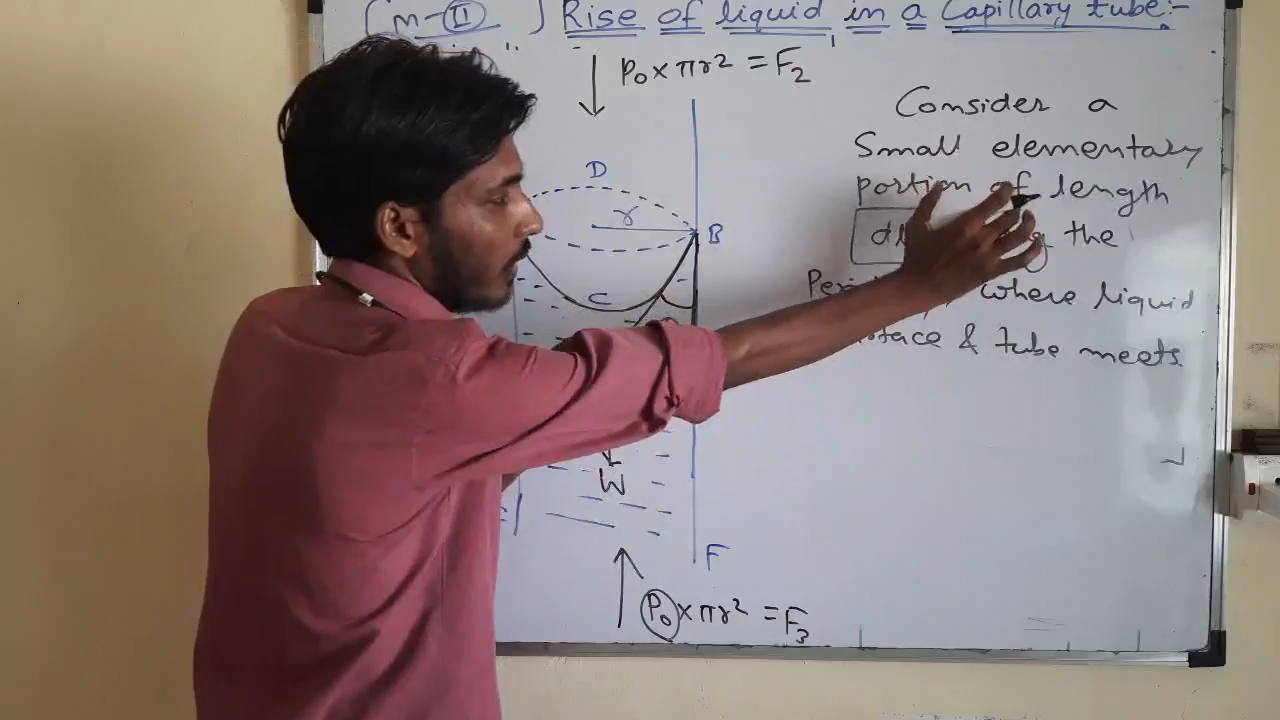 (M-II ) Rise of liquid in a Capillary tube:-
P₀ × πr² = F₂
D
r
B
C
W
F
P₀ × πr² = F₃
Consider a
Small elementary
portion of length
the
where liquid
& tube meets